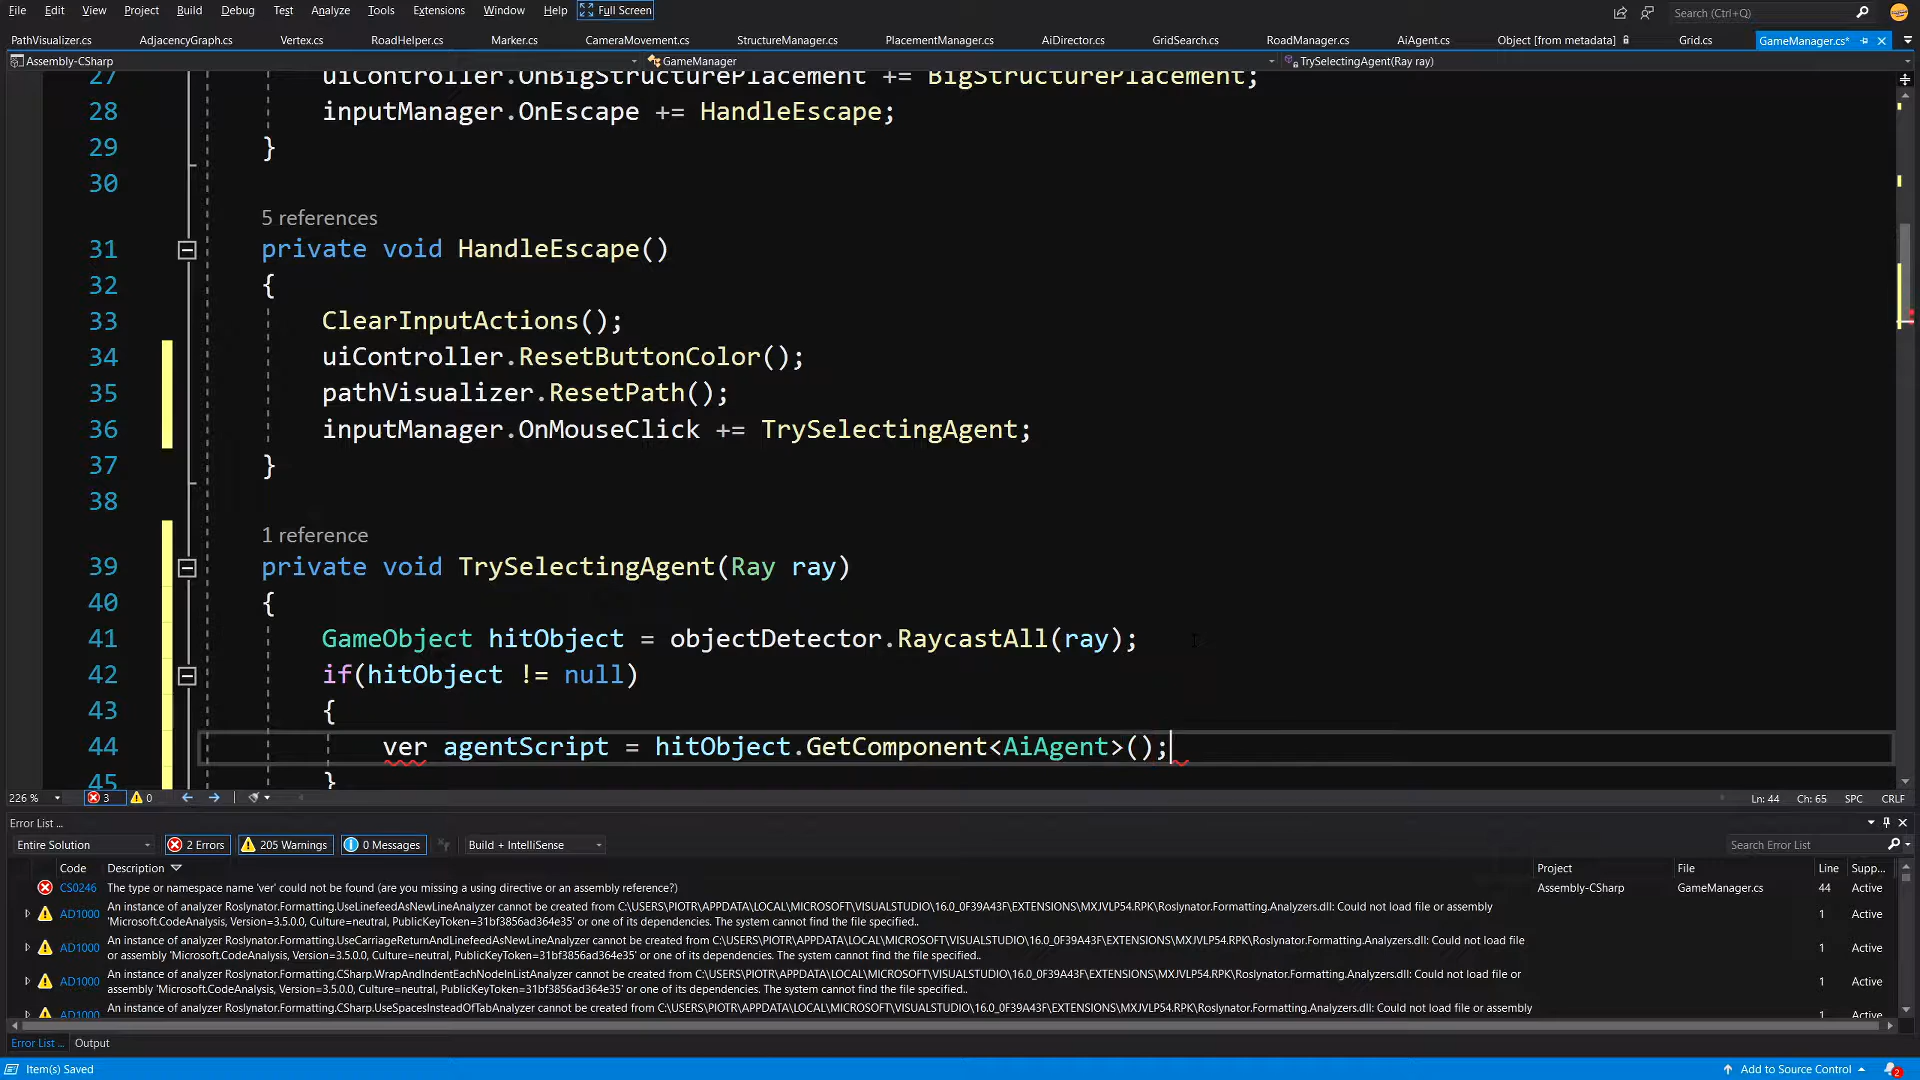 File Edit View Project Build Debug Test Analyze Tools Extensions Window Help Full Screen Search (Ctrl+Q)
PathVisualizer.cs AdjacencyGraph.cs Vertex.cs RoadHelper.cs Marker.cs CameraMovement.cs StructureManager.cs PlacementManager.cs AiDirector.cs GridSearch.cs RoadManager.cs AiAgent.cs Object [from metadata] Grid.cs GameManager.cs*
Assembly-CSharp GameManager TrySelectingAgent(Ray ray)
27 uiController.OnBigStructurePlacement += BigStructurePlacement;
28 inputManager.OnEscape += HandleEscape;
29 }
30
5 references
31 private void HandleEscape()
32 {
33 ClearInputActions();
34 uiController.ResetButtonColor();
35 pathVisualizer.ResetPath();
36 inputManager.OnMouseClick += TrySelectingAgent;
37 }
38
1 reference
39 private void TrySelectingAgent(Ray ray)
40 {
41 GameObject hitObject = objectDetector.RaycastAll(ray);
42 if(hitObject != null)
43 {
44 ver agentScript = hitObject.GetComponent<AiAgent>();
45 }
226 % 3 0 Ln: 44 Ch: 65 SPC CRLF
Error List ...
Entire Solution 2 Errors 205 Warnings 0 Messages Build + IntelliSense Search Error List
Code Description Project File Line Supp...
CS0246 The type or namespace name 'ver' could not be found (are you missing a using directive or an assembly reference?) Assembly-CSharp GameManager.cs 44 Active
AD1000 An instance of analyzer Roslynator.Formatting.UseLinefeedAsNewLineAnalyzer cannot be created from C:\USERS\PIOTR\APPDATA\LOCAL\MICROSOFT\VISUALSTUDIO\16.0_0F39A43F\EXTENSIONS\MXJVLP54.RPK\Roslynator.Formatting.Analyzers.dll: Could not load file or assembly
'Microsoft.CodeAnalysis, Version=3.5.0.0, Culture=neutral, PublicKeyToken=31bf3856ad364e35' or one of its dependencies. The system cannot find the file specified.. 1 Active
AD1000 An instance of analyzer Roslynator.Formatting.UseCarriageReturnAndLinefeedAsNewLineAnalyzer cannot be created from C:\USERS\PIOTR\APPDATA\LOCAL\MICROSOFT\VISUALSTUDIO\16.0_0F39A43F\EXTENSIONS\MXJVLP54.RPK\Roslynator.Formatting.Analyzers.dll: Could not load file
or assembly 'Microsoft.CodeAnalysis, Version=3.5.0.0, Culture=neutral, PublicKeyToken=31bf3856ad364e35' or one of its dependencies. The system cannot find the file specified.. 1 Active
AD1000 An instance of analyzer Roslynator.Formatting.CSharp.WrapAndIndentEachNodeInListAnalyzer cannot be created from C:\USERS\PIOTR\APPDATA\LOCAL\MICROSOFT\VISUALSTUDIO\16.0_0F39A43F\EXTENSIONS\MXJVLP54.RPK\Roslynator.Formatting.Analyzers.dll: Could not load file or
assembly 'Microsoft.CodeAnalysis, Version=3.5.0.0, Culture=neutral, PublicKeyToken=31bf3856ad364e35' or one of its dependencies. The system cannot find the file specified.. 1 Active
AD1000 An instance of analyzer Roslynator.Formatting.CSharp.UseSpacesInsteadOfTabAnalyzer cannot be created from C:\USERS\PIOTR\APPDATA\LOCAL\MICROSOFT\VISUALSTUDIO\16.0_0F39A43F\EXTENSIONS\MXJVLP54.RPK\Roslynator.Formatting.Analyzers.dll: Could not load file or assembly 1 Active
Error List ... Output
Item(s) Saved Add to Source Control 2